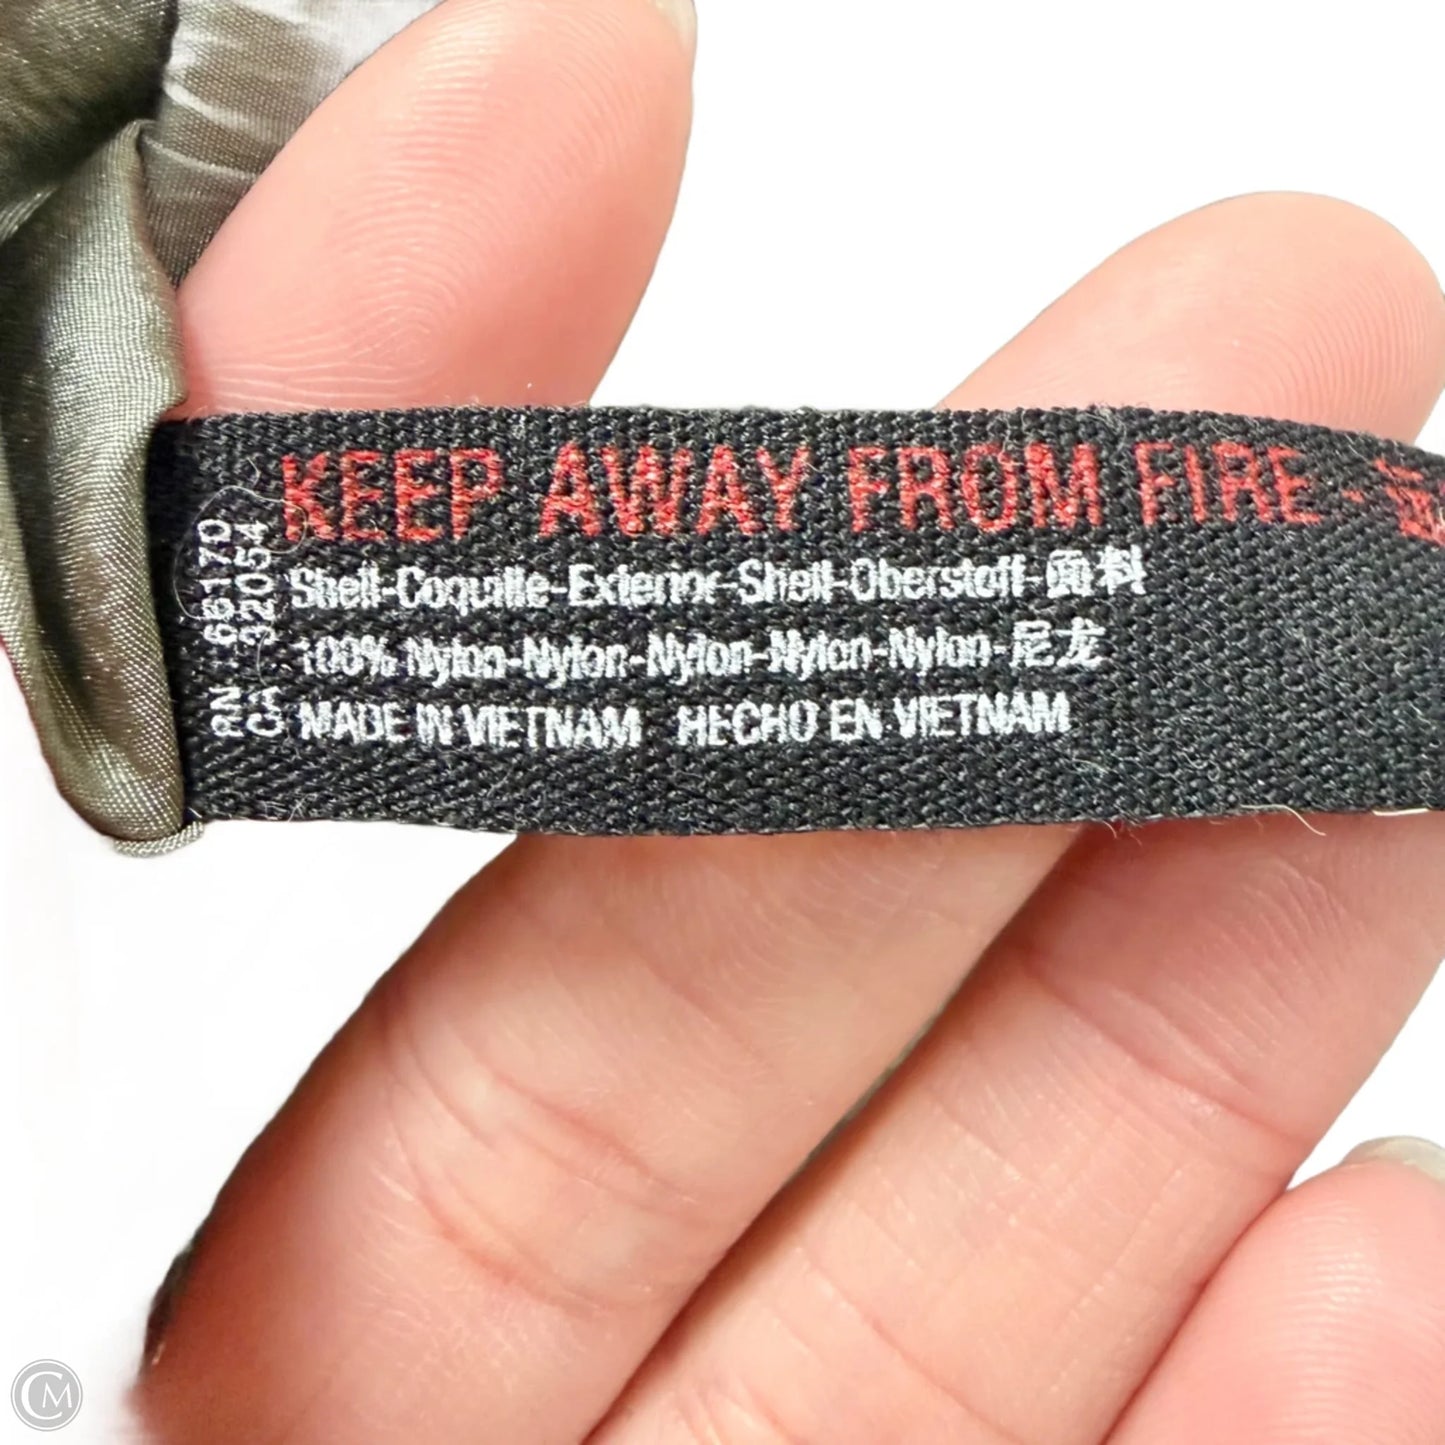 KEEP AWAY FROM FIRE -
RN 66170
CA 32054
Shell-Coquille-Exterior-Shell-Oberstoff-面料
100% Nylon-Nylon-Nylon-Nylon-Nylon-尼龙
MADE IN VIETNAM HECHO EN VIETNAM
CM